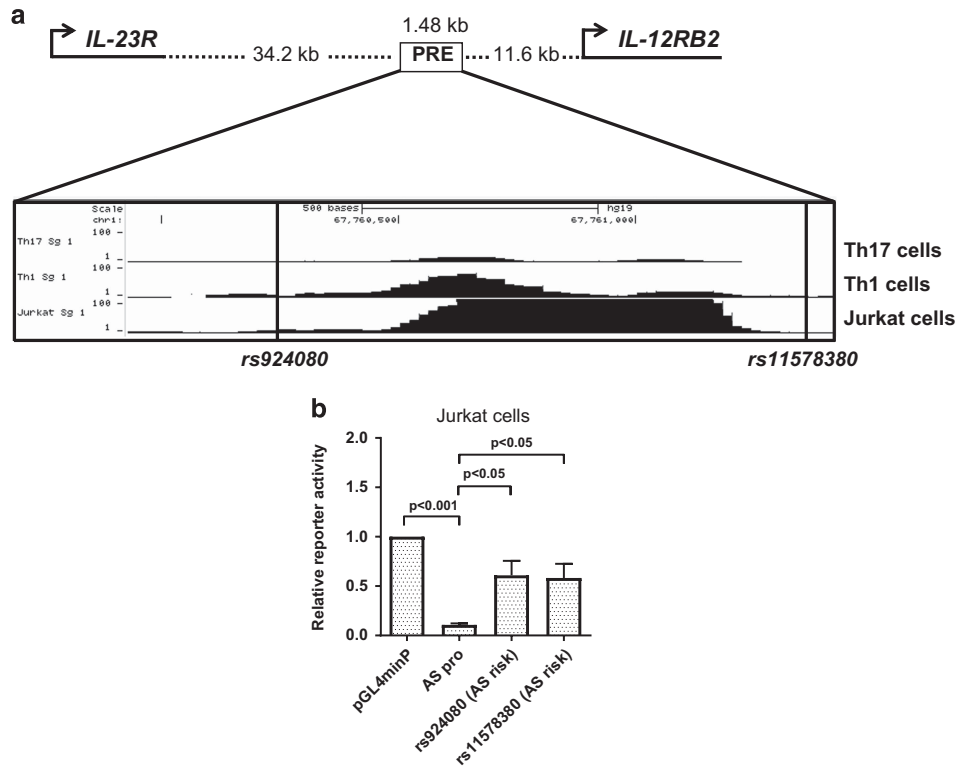 a
1.48 kb
IL-23R
34.2 kb
PRE
11.6 kb
IL-12RB2
Scale
500 bases
hg19
chr1:
67,760,500
67,761,000
100
Th17 Sg 1
1
Th17 cells
100
Th1 Sg 1
1
Th1 cells
100
Jurkat Sg 1
1
Jurkat cells
rs924080
rs11578380
b
Jurkat cells
Relative reporter activity
2.0
1.5
1.0
0.5
0.0
p<0.05
p<0.05
p<0.001
pGL4minP
AS pro
rs924080 (AS risk)
rs11578380 (AS risk)